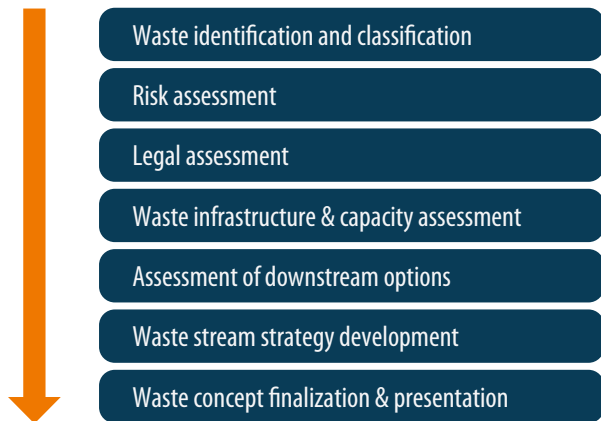 Waste identification and classification
Risk assessment
Legal assessment
Waste infrastructure & capacity assessment
Assessment of downstream options
Waste stream strategy development
Waste concept finalization & presentation